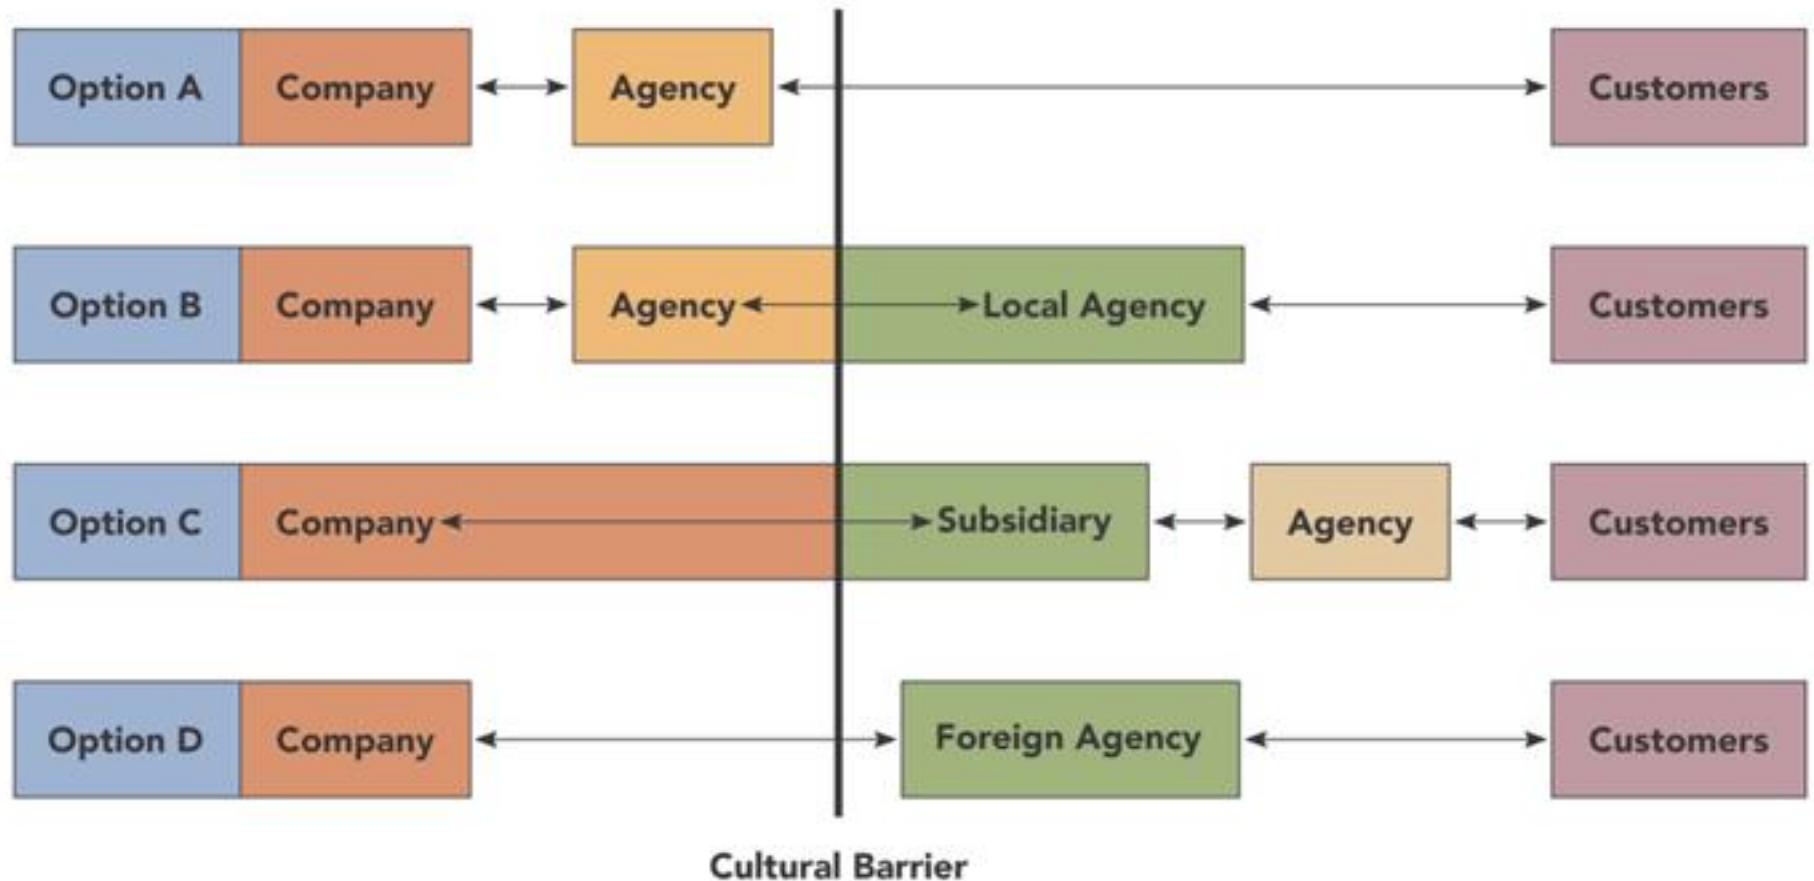 Option A Company Agency Customers
Option B Company Agency Local Agency Customers
Option C Company Subsidiary Agency Customers
Option D Company Foreign Agency Customers
Cultural Barrier